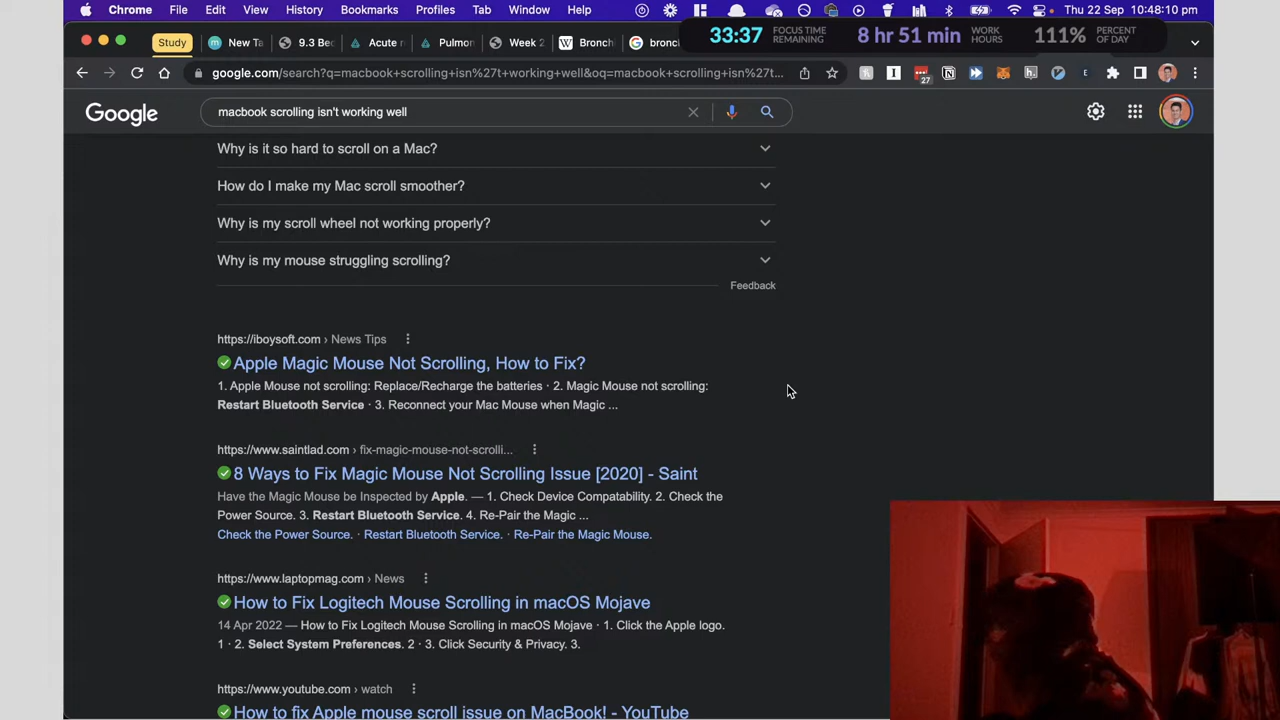 Chrome File Edit View History Bookmarks Profiles Tab Window Help Thu 22 Sep 10:48:10 pm
Study New Ta 9.3 Bec Acute r Pulmon Week 2 Bronch bronc
33:37 FOCUS TIME REMAINING 8 hr 51 min WORK HOURS 111% PERCENT OF DAY
google.com/search?q=macbook+scrolling+isn%27t+working+well&oq=macbook+scrolling+isn%27t... 27
Google macbook scrolling isn't working well
Why is it so hard to scroll on a Mac?
How do I make my Mac scroll smoother?
Why is my scroll wheel not working properly?
Why is my mouse struggling scrolling?
Feedback
https://iboysoft.com › News Tips
Apple Magic Mouse Not Scrolling, How to Fix?
1. Apple Mouse not scrolling: Replace/Recharge the batteries · 2. Magic Mouse not scrolling:
Restart Bluetooth Service · 3. Reconnect your Mac Mouse when Magic ...
https://www.saintlad.com › fix-magic-mouse-not-scrolli...
8 Ways to Fix Magic Mouse Not Scrolling Issue [2020] - Saint
Have the Magic Mouse be Inspected by Apple. — 1. Check Device Compatability. 2. Check the
Power Source. 3. Restart Bluetooth Service. 4. Re-Pair the Magic ...
Check the Power Source. · Restart Bluetooth Service. · Re-Pair the Magic Mouse.
https://www.laptopmag.com › News
How to Fix Logitech Mouse Scrolling in macOS Mojave
14 Apr 2022 — How to Fix Logitech Mouse Scrolling in macOS Mojave · 1. Click the Apple logo.
1 · 2. Select System Preferences. 2 · 3. Click Security & Privacy. 3.
https://www.youtube.com › watch
How to fix Apple mouse scroll issue on MacBook! - YouTube